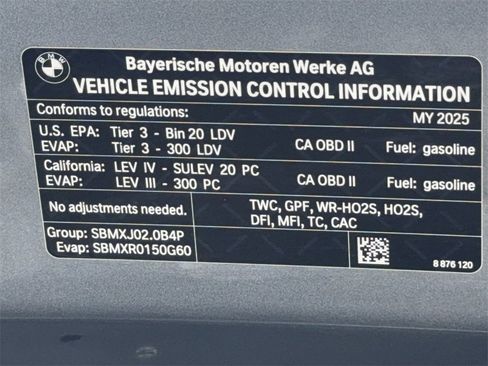 BMW
Bayerische Motoren Werke AG
VEHICLE EMISSION CONTROL INFORMATION
Conforms to regulations: MY 2025
U.S. EPA: Tier 3 - Bin 20 LDV
EVAP: Tier 3 - 300 LDV CA OBD II Fuel: gasoline
California: LEV IV - SULEV 20 PC
EVAP: LEV III - 300 PC CA OBD II Fuel: gasoline
No adjustments needed. TWC, GPF, WR-HO2S, HO2S,
DFI, MFI, TC, CAC
Group: SBMXJ02.0B4P
Evap: SBMXR0150G60
8 876 120